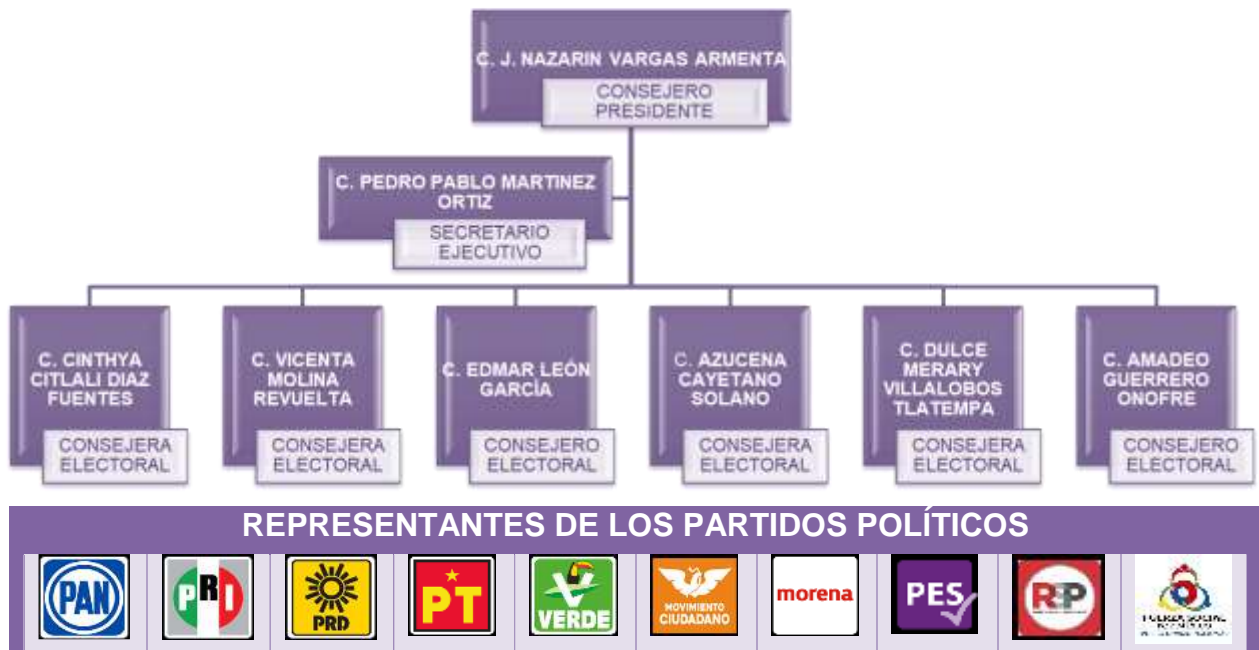 C. J. NAZARIN VARGAS ARMENTA
CONSEJERO
PRESIDENTE
C. PEDRO PABLO MARTINEZ
ORTIZ
SECRETARIO
EJECUTIVO
C. CINTHYA
CITLALI DIAZ
FUENTES
CONSEJERA
ELECTORAL
C. VICENTA
MOLINA
REVUELTA
CONSEJERA
ELECTORAL
C. EDMAR LEÓN
GARCÍA
CONSEJERO
ELECTORAL
C. AZUCENA
CAYETANO
SOLANO
CONSEJERA
ELECTORAL
C. DULCE
MERARY
VILLALOBOS
TLATEMPA
CONSEJERA
ELECTORAL
C. AMADEO
GUERRERO
ONOFRE
CONSEJERO
ELECTORAL
REPRESENTANTES DE LOS PARTIDOS POLÍTICOS
PAN
PRI
PRD
PT
VERDE
MOVIMIENTO
CIUDADANO
morena
PES
RSP
FUERZA SOCIAL